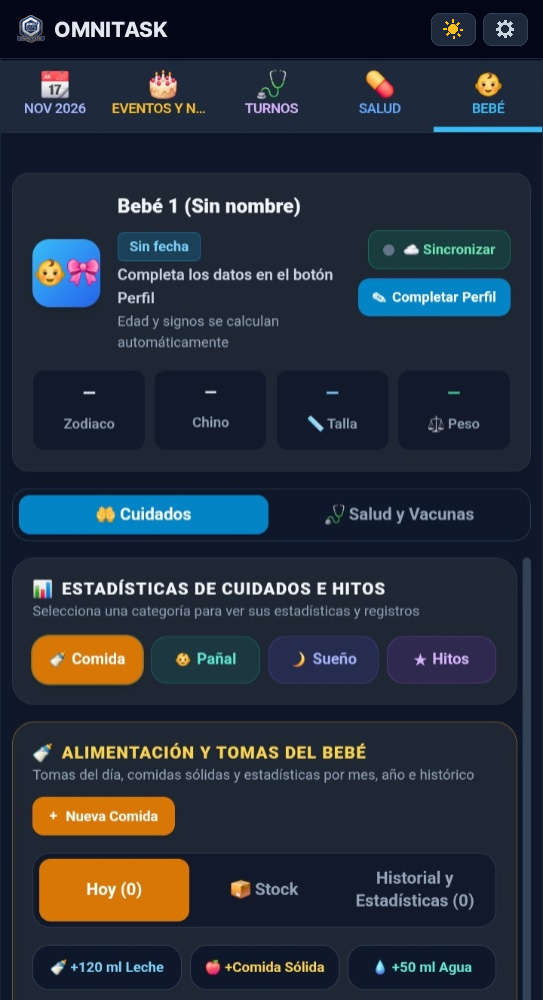 OMNITASK
17
NOV 2026
EVENTOS Y N...
TURNOS
SALUD
BEBÉ
Bebé 1 (Sin nombre)
Sin fecha
Completa los datos en el botón
Perfil
Edad y signos se calculan
automáticamente
Sincronizar
Completar Perfil
—
Zodiaco
—
Chino
—
Talla
—
Peso
Cuidados
Salud y Vacunas
ESTADÍSTICAS DE CUIDADOS E HITOS
Selecciona una categoría para ver sus estadísticas y registros
Comida
Pañal
Sueño
Hitos
ALIMENTACIÓN Y TOMAS DEL BEBÉ
Tomas del día, comidas sólidas y estadísticas por mes, año e histórico
+ Nueva Comida
Hoy (0)
Stock
Historial y
Estadísticas (0)
+120 ml Leche
+Comida Sólida
+50 ml Agua